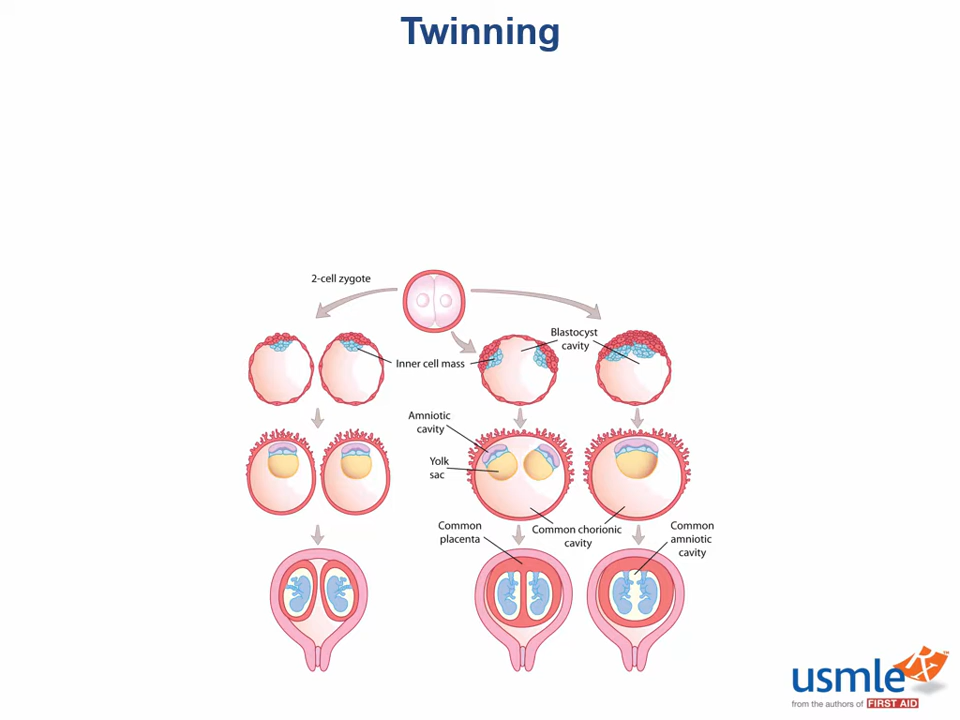 Twinning
2-cell zygote
Blastocyst
cavity
Inner cell mass
Amniotic
cavity
Yolk
sac
Common
placenta
Common chorionic
cavity
Common
amniotic
cavity
usmle Rx™
from the authors of FIRST AID